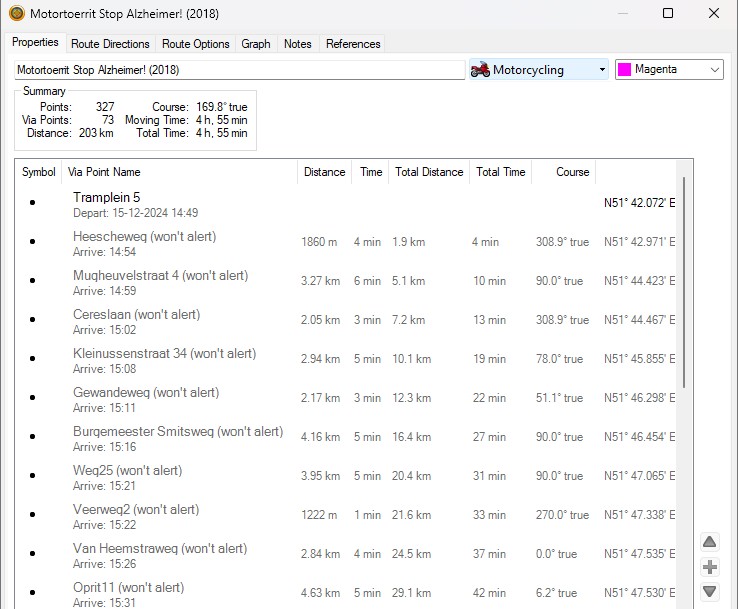 Motortoerrit Stop Alzheimer! (2018)
Properties Route Directions Route Options Graph Notes References
Motortoerrit Stop Alzheimer! (2018) Motorcycling Magenta
Summary
Points: 327 Course: 169.8° true
Via Points: 73 Moving Time: 4 h, 55 min
Distance: 203 km Total Time: 4 h, 55 min
Symbol Via Point Name Distance Time Total Distance Total Time Course
Tramplein 5 N51° 42.072' E
Depart: 15-12-2024 14:49
Heescheweg (won't alert) 1860 m 4 min 1.9 km 4 min 308.9° true N51° 42.971' E
Arrive: 14:54
Mugheuvelstraat 4 (won't alert) 3.27 km 6 min 5.1 km 10 min 90.0° true N51° 44.423' E
Arrive: 14:59
Cereslaan (won't alert) 2.05 km 3 min 7.2 km 13 min 308.9° true N51° 44.467' E
Arrive: 15:02
Kleinussenstraat 34 (won't alert) 2.94 km 5 min 10.1 km 19 min 78.0° true N51° 45.855' E
Arrive: 15:08
Gewandeweg (won't alert) 2.17 km 3 min 12.3 km 22 min 51.1° true N51° 46.298' E
Arrive: 15:11
Burgemeester Smitsweg (won't alert) 4.16 km 5 min 16.4 km 27 min 90.0° true N51° 46.454' E
Arrive: 15:16
Weg25 (won't alert) 3.95 km 5 min 20.4 km 31 min 90.0° true N51° 47.065' E
Arrive: 15:21
Veerweg2 (won't alert) 1222 m 1 min 21.6 km 33 min 270.0° true N51° 47.338' E
Arrive: 15:22
Van Heemstraweg (won't alert) 2.84 km 4 min 24.5 km 37 min 0.0° true N51° 47.535' E
Arrive: 15:26
Oprit11 (won't alert) 4.63 km 5 min 29.1 km 42 min 6.2° true N51° 47.530' E
Arrive: 15:31